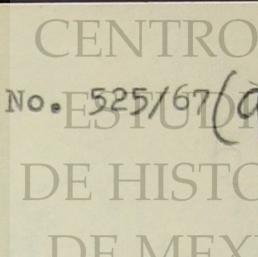 CENTRO
No. 525/67(a
ESTUDI
DE HISTO
DE MEX